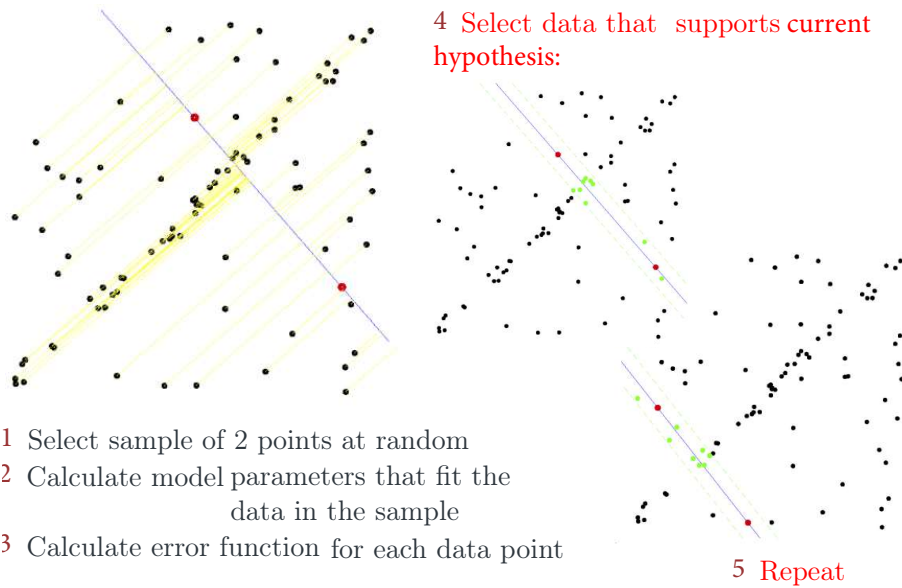 4 Select data that supports current
hypothesis:
1 Select sample of 2 points at random
2 Calculate model parameters that fit the
data in the sample
3 Calculate error function for each data point
5 Repeat